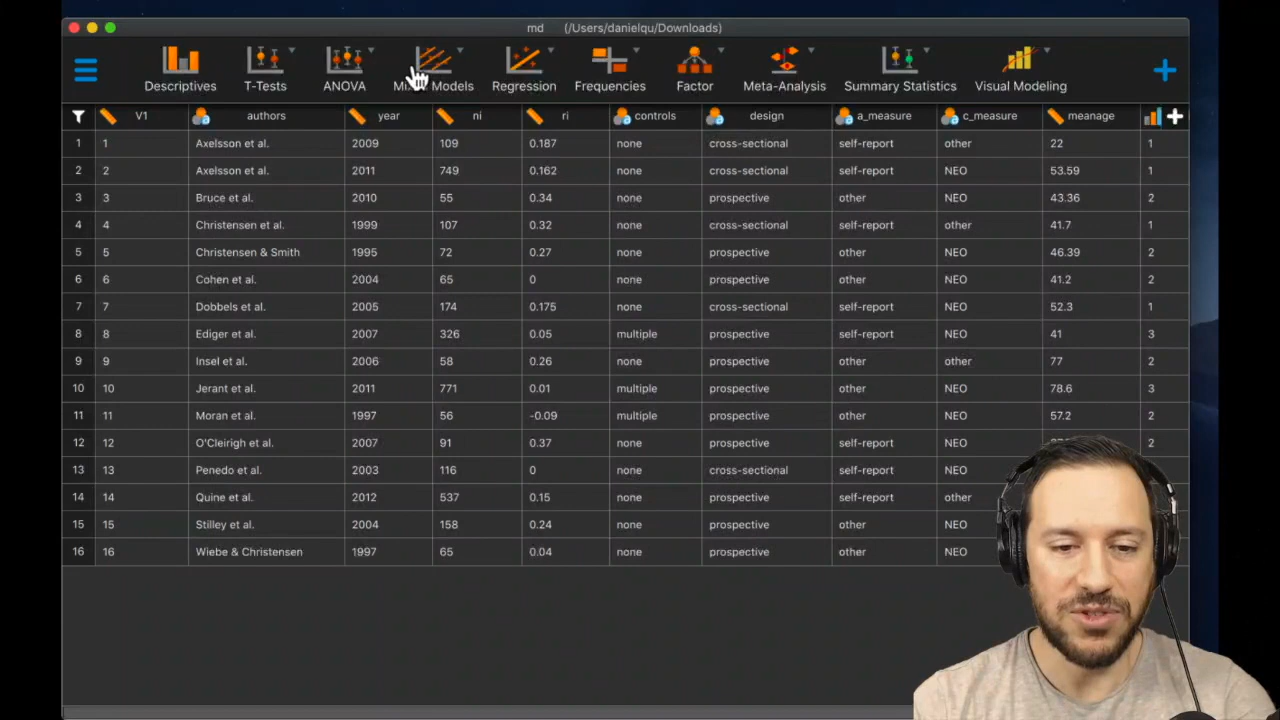 md (/Users/danielqu/Downloads)
Descriptives T-Tests ANOVA Mixed Models Regression Frequencies Factor Meta-Analysis Summary Statistics Visual Modeling
V1 authors year ni ri controls design a_measure c_measure meanage
1 1 Axelsson et al. 2009 109 0.187 none cross-sectional self-report other 22 1
2 2 Axelsson et al. 2011 749 0.162 none cross-sectional self-report NEO 53.59 1
3 3 Bruce et al. 2010 55 0.34 none prospective other NEO 43.36 2
4 4 Christensen et al. 1999 107 0.32 none cross-sectional self-report other 41.7 1
5 5 Christensen & Smith 1995 72 0.27 none prospective other NEO 46.39 2
6 6 Cohen et al. 2004 65 0 none prospective other NEO 41.2 2
7 7 Dobbels et al. 2005 174 0.175 none cross-sectional self-report NEO 52.3 1
8 8 Ediger et al. 2007 326 0.05 multiple prospective self-report NEO 41 3
9 9 Insel et al. 2006 58 0.26 none prospective other other 77 2
10 10 Jerant et al. 2011 771 0.01 multiple prospective other NEO 78.6 3
11 11 Moran et al. 1997 56 -0.09 multiple prospective other NEO 57.2 2
12 12 O'Cleirigh et al. 2007 91 0.37 none prospective self-report NEO 2
13 13 Penedo et al. 2003 116 0 none cross-sectional self-report NEO
14 14 Quine et al. 2012 537 0.15 none prospective self-report other
15 15 Stilley et al. 2004 158 0.24 none prospective other NEO
16 16 Wiebe & Christensen 1997 65 0.04 none prospective other NEO